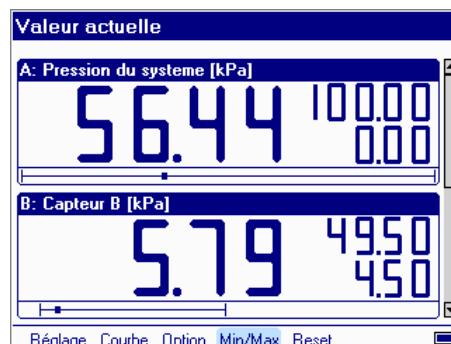 Valeur actuelle
A: Pression du systeme [kPa]
56.44
100.00
0.00
B: Capteur B [kPa]
5.79
49.50
4.50
Réglage Courbe Option Min/Max Reset